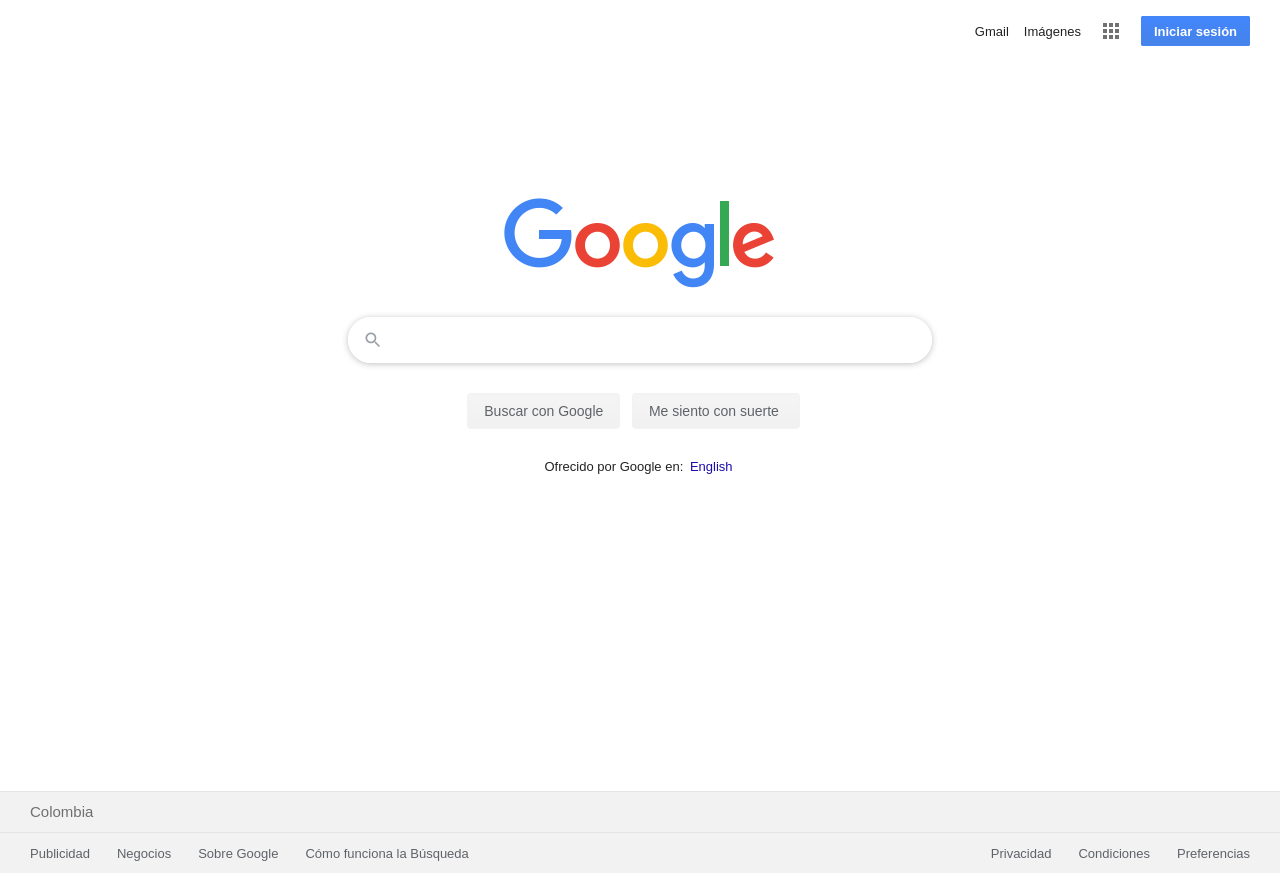 Gmail Imágenes Iniciar sesión
Google
Buscar con Google Me siento con suerte
Ofrecido por Google en: English
Colombia
Publicidad Negocios Sobre Google Cómo funciona la Búsqueda Privacidad Condiciones Preferencias